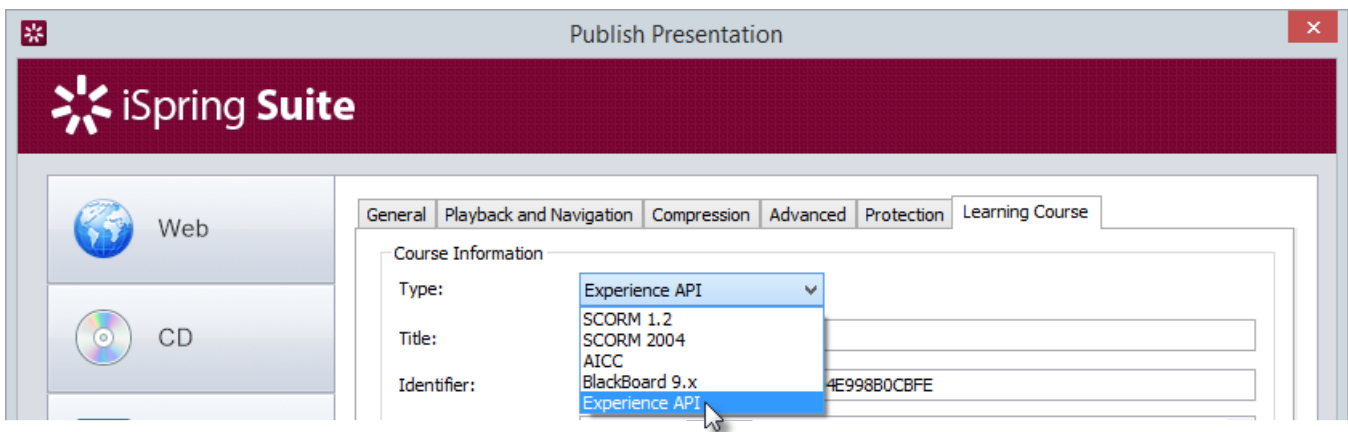 Publish Presentation
iSpring Suite
Web
CD
General Playback and Navigation Compression Advanced Protection Learning Course
Course Information
Type: Experience API
SCORM 1.2
Title: SCORM 2004
AICC
BlackBoard 9.x
Identifier: 4E998B0CBFE
Experience API